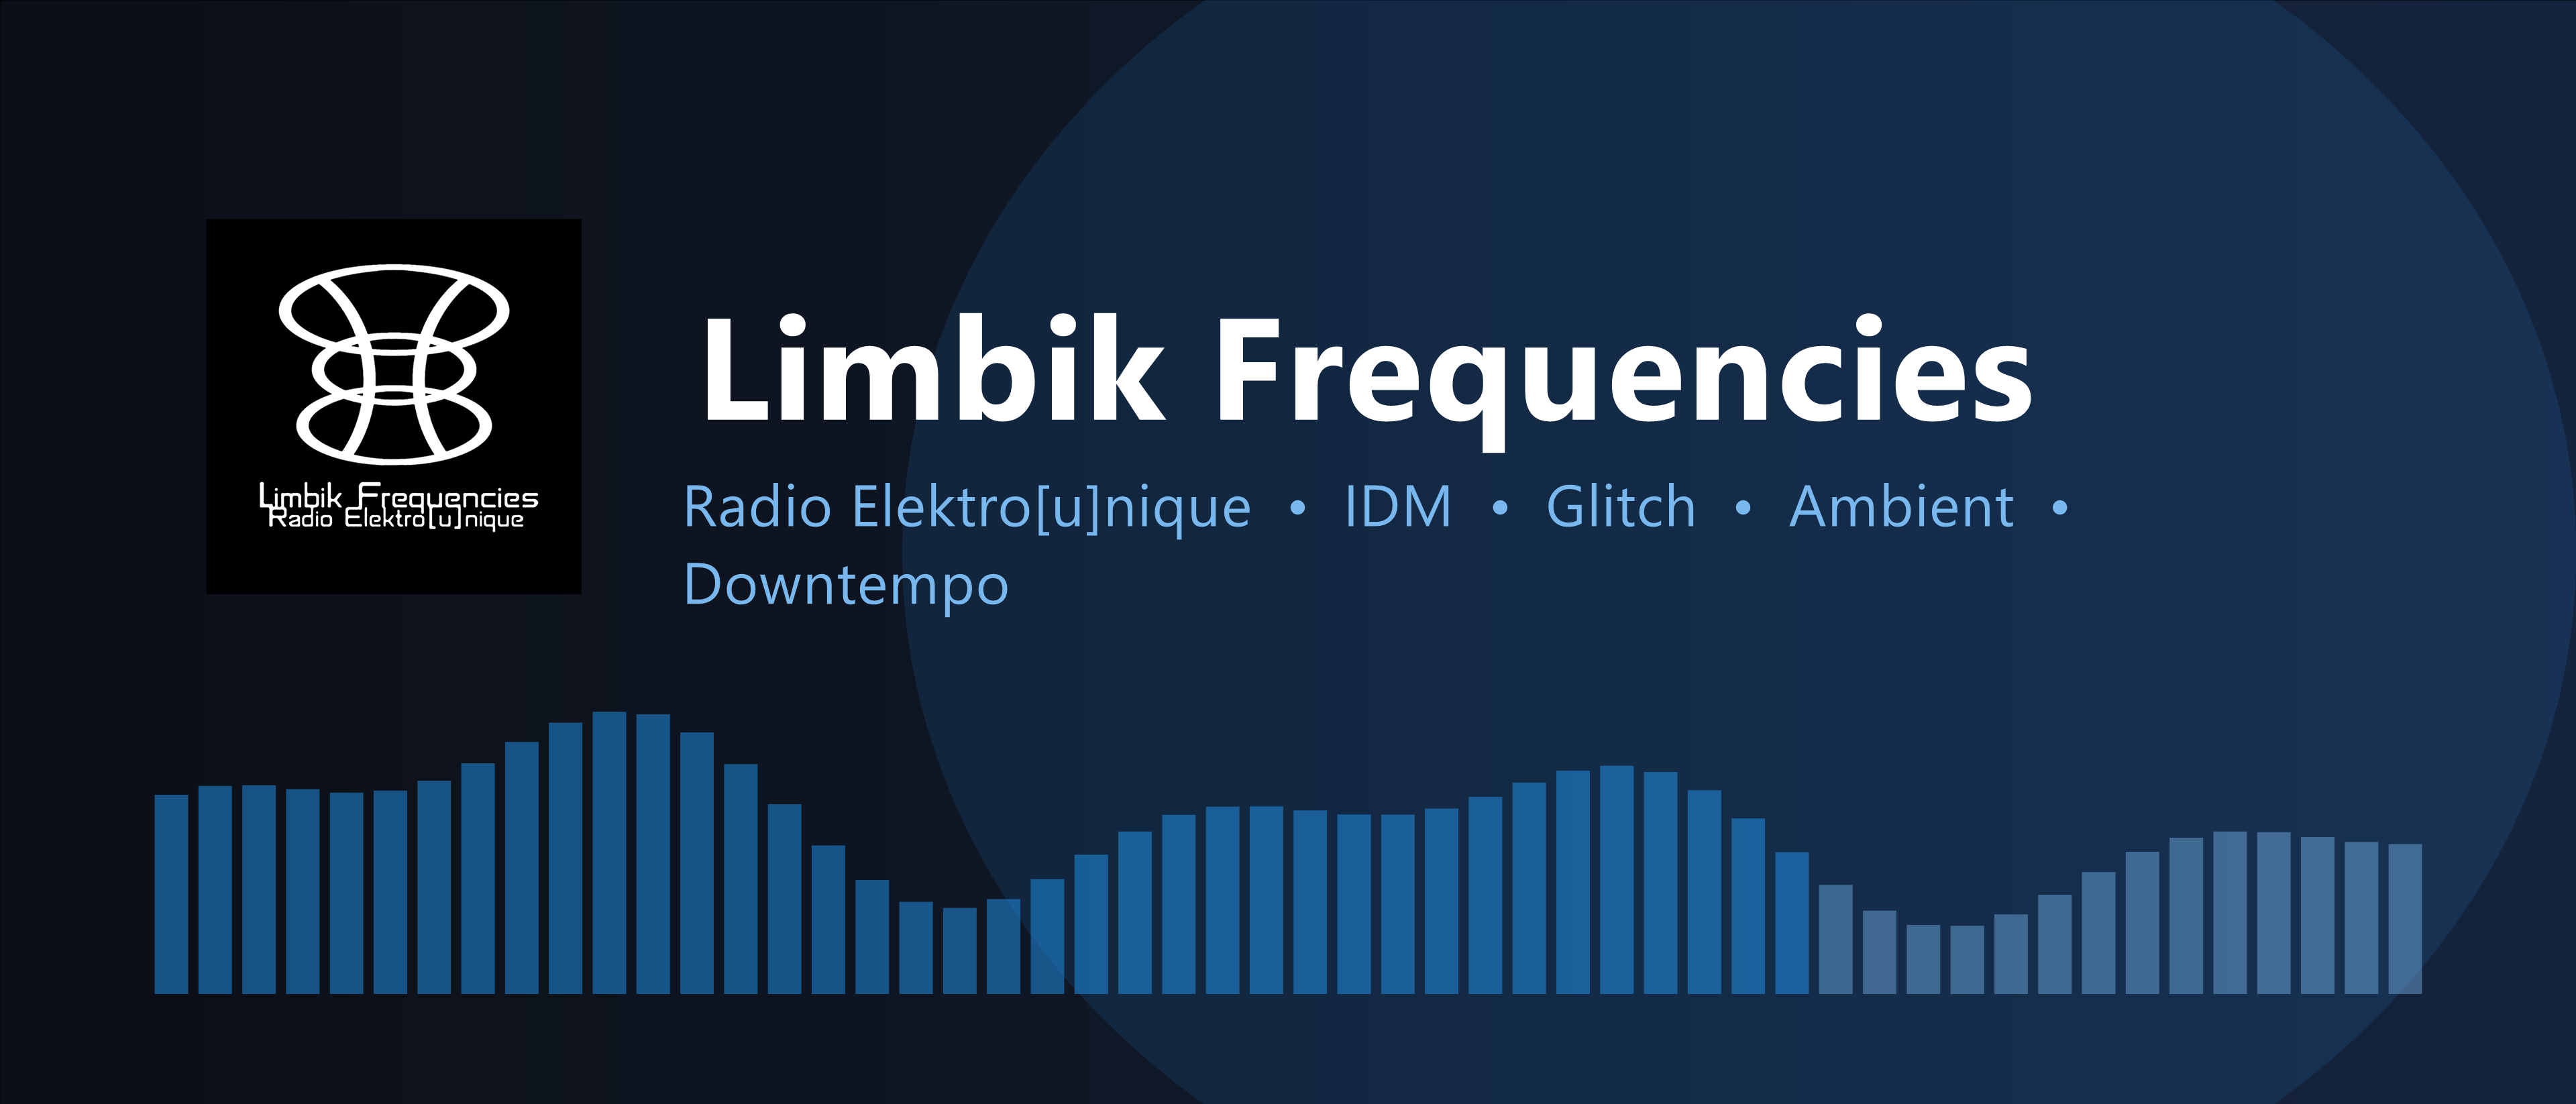 Limbik Frequencies
Radio Elektro[u]nique
Limbik Frequencies
Radio Elektro[u]nique • IDM • Glitch • Ambient •
Downtempo